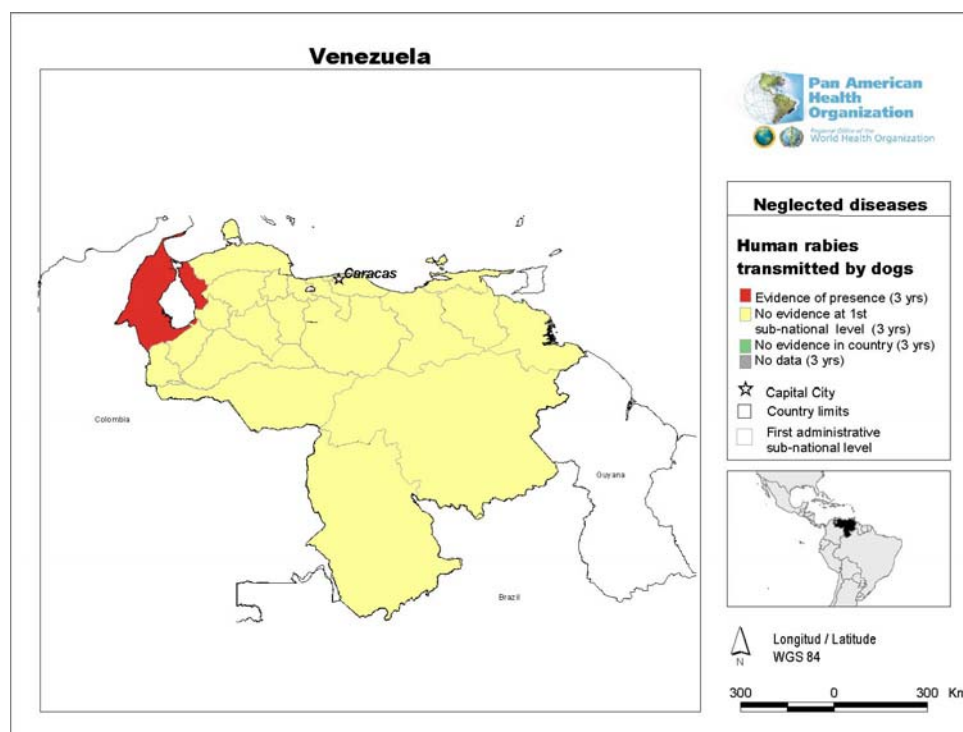 Venezuela
Caracas
Colombia
Guyana
Brazil
Pan American
Health
Organization
Regional Office of the
World Health Organization
Neglected diseases
Human rabies
transmitted by dogs
Evidence of presence (3 yrs)
No evidence at 1st
sub-national level (3 yrs)
No evidence in country (3 yrs)
No data (3 yrs)
Capital City
Country limits
First administrative
sub-national level
N
Longitud / Latitude
WGS 84
300 0 300 Km